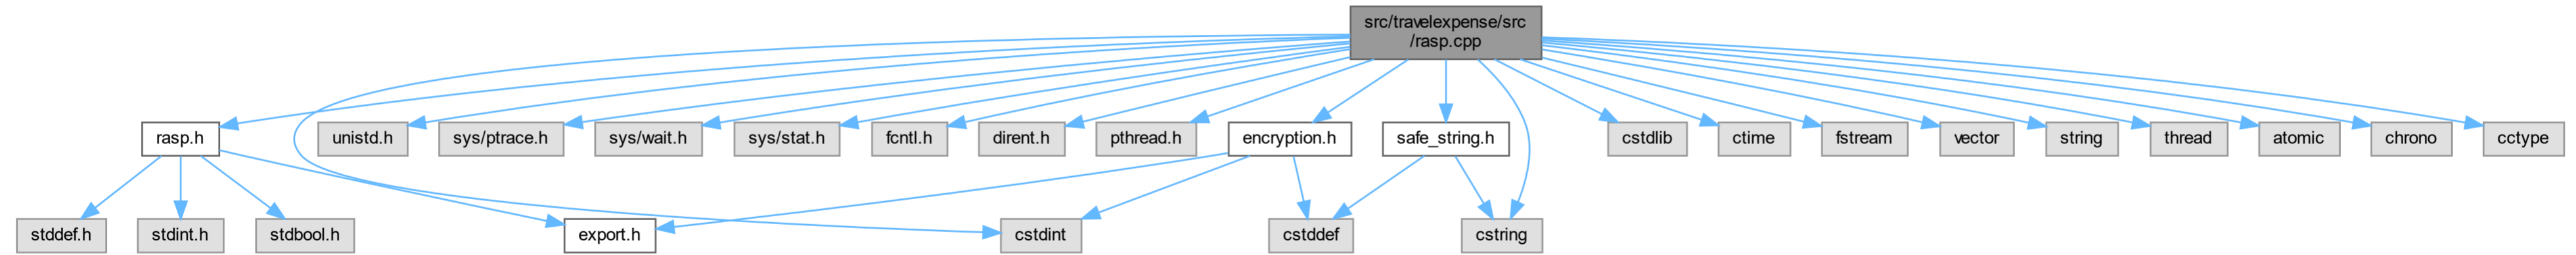 src/travelexpense/src
/rasp.cpp
rasp.h
unistd.h
sys/ptrace.h
sys/wait.h
sys/stat.h
fcntl.h
dirent.h
pthread.h
encryption.h
safe_string.h
cstdlib
ctime
fstream
vector
string
thread
atomic
chrono
cctype
stddef.h
stdint.h
stdbool.h
export.h
cstdint
cstddef
cstring